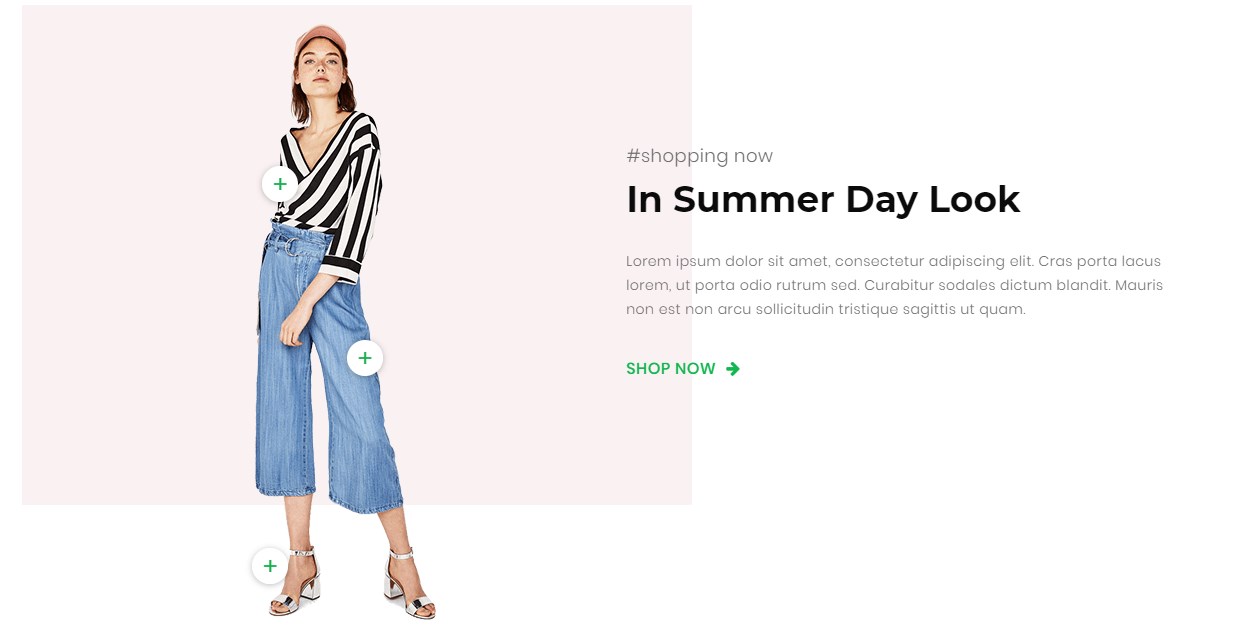 #shopping now
In Summer Day Look
Lorem ipsum dolor sit amet, consectetur adipiscing elit. Cras porta lacus
lorem, ut porta odio rutrum sed. Curabitur sodales dictum blandit. Mauris
non est non arcu sollicitudin tristique sagittis ut quam.
SHOP NOW